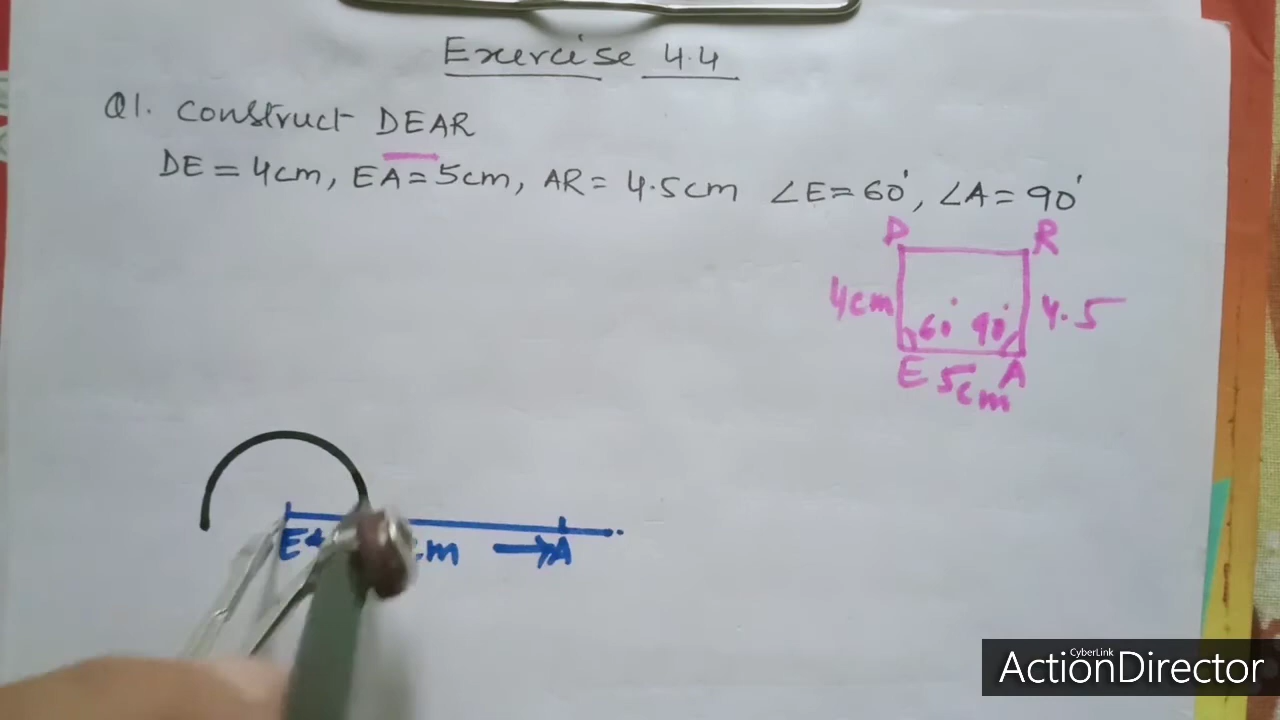 Exercise 4.4
Q1. Construct DEAR
DE = 4cm, EA = 5cm, AR = 4.5cm ∠E = 60°, ∠A = 90°
D R
4cm 60° 90° 4.5
E 5cm A
E cm → A
CyberLink
ActionDirector